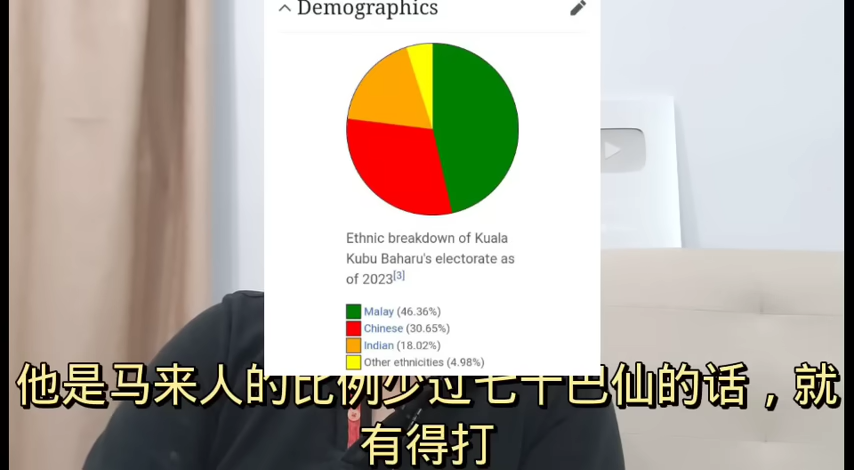 Demographics
Ethnic breakdown of Kuala
Kubu Baharu's electorate as
of 2023[3]
Malay (46.36%)
Chinese (30.65%)
Indian (18.02%)
Other ethnicities (4.98%)
他是马来人的比例少过七十巴仙的话，就
有得打